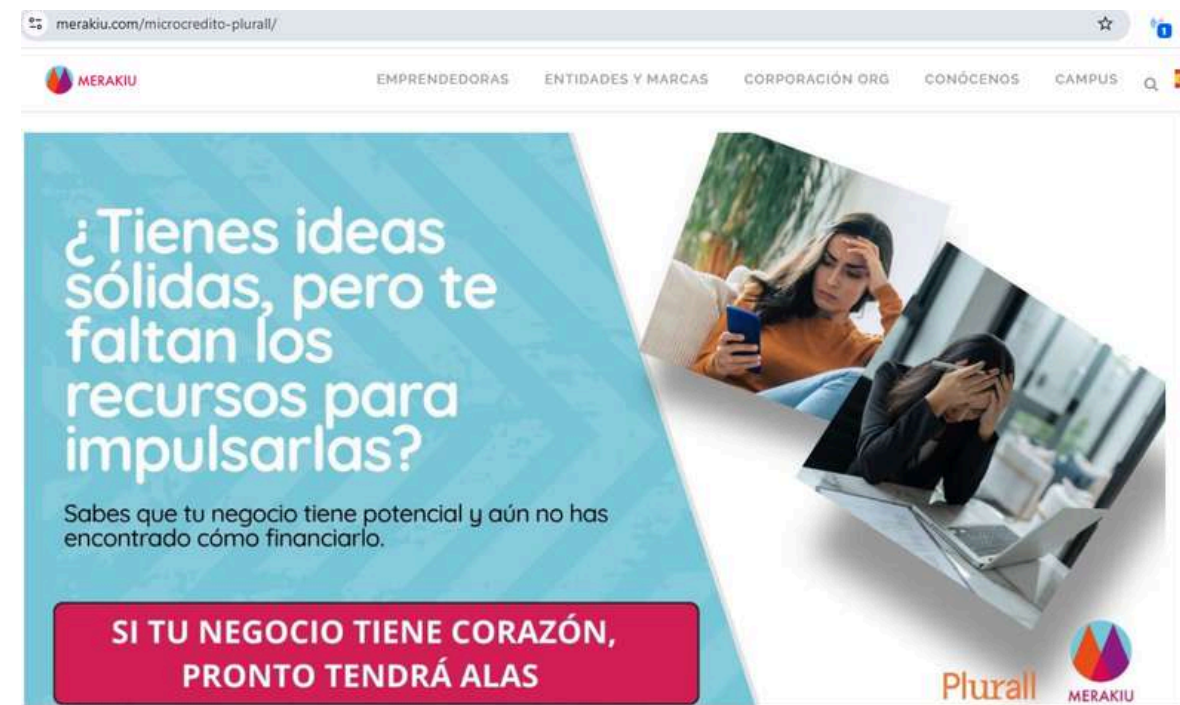 merakiu.com/microcredito-plurall/
1
MERAKIU
EMPRENDEDORAS
ENTIDADES Y MARCAS
CORPORACIÓN ORG
CONÓCENOS
CAMPUS
¿Tienes ideas
sólidas, pero te
faltan los
recursos para
impulsarlas?
Sabes que tu negocio tiene potencial y aún no has
encontrado cómo financiarlo.
SI TU NEGOCIO TIENE CORAZÓN,
PRONTO TENDRÁ ALAS
Plurall
MERAKIU